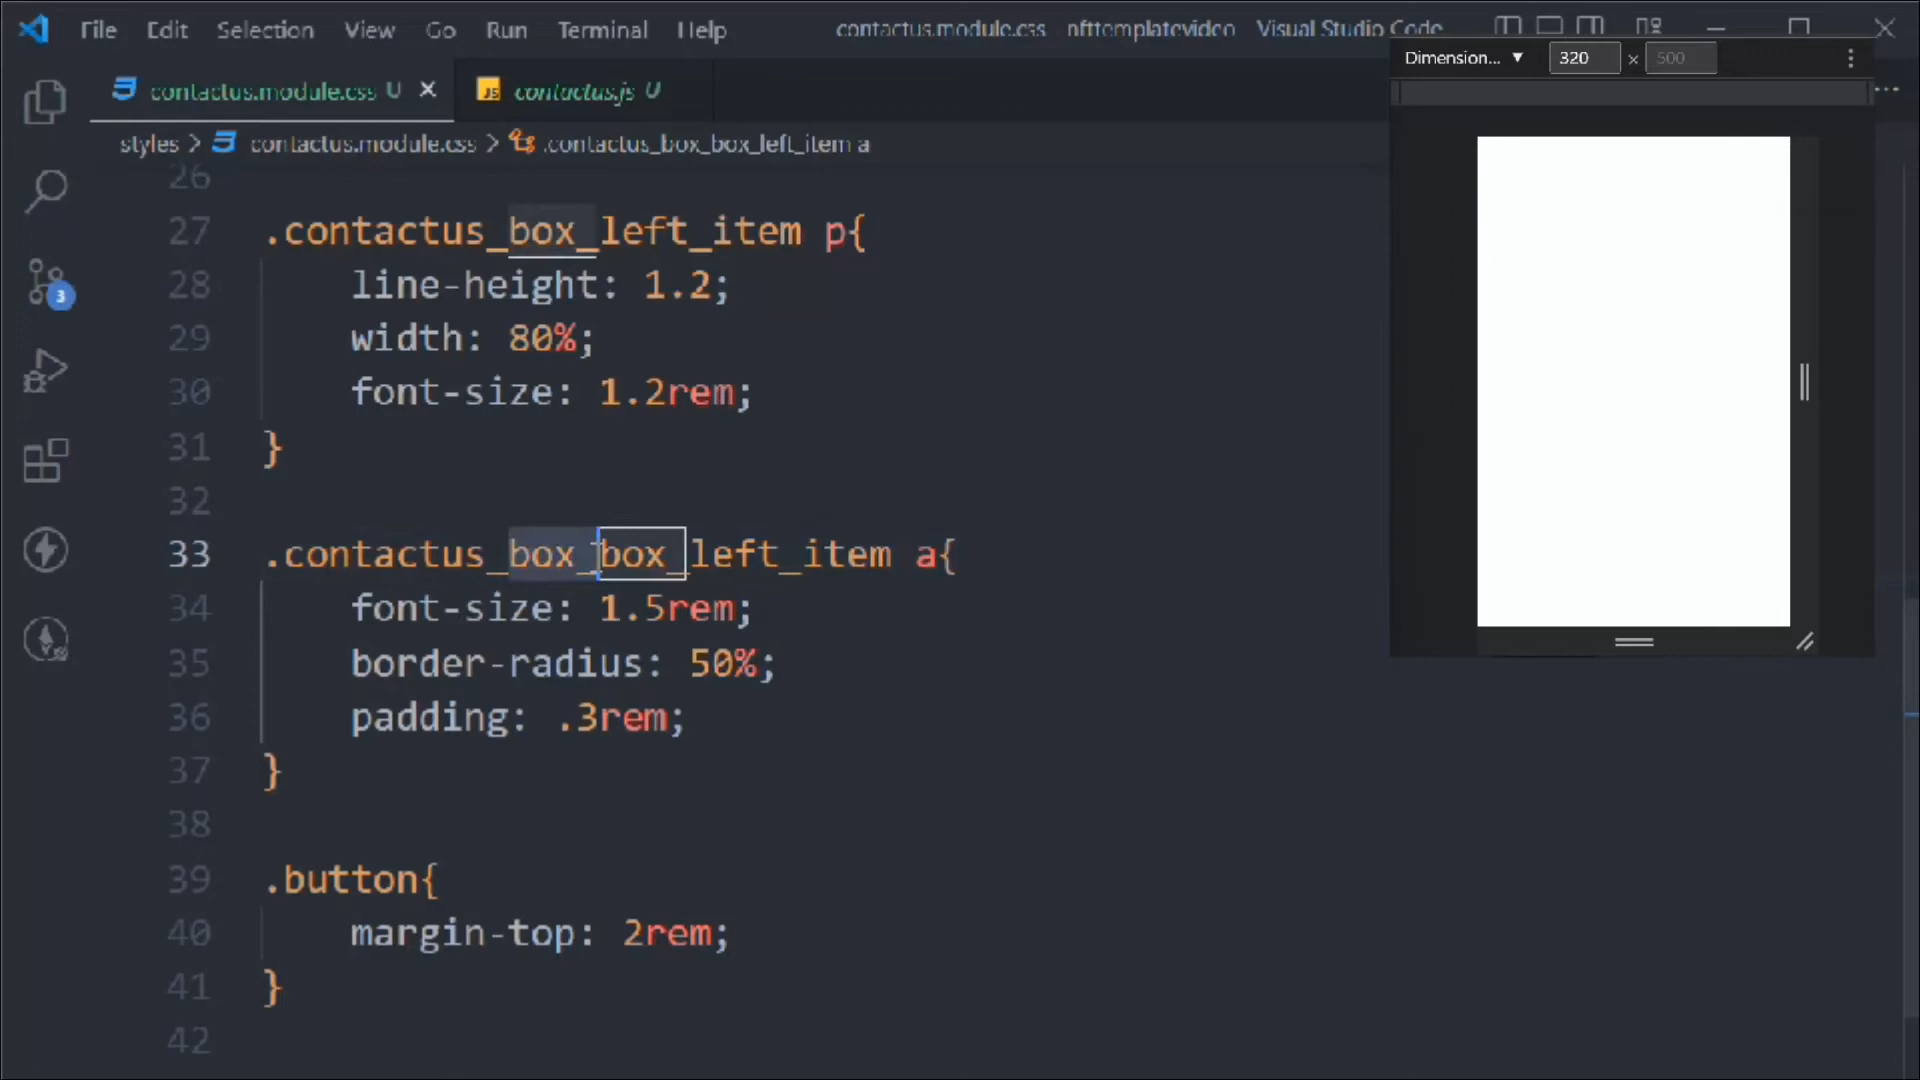 File Edit Selection View Go Run Terminal Help contactus.module.css nfttemplatevideo Visual Studio Code
Dimension... ▼ 320 × 500
contactus.module.css U × JS contactus.js U
styles > contactus.module.css > .contactus_box_box_left_item a
26
27 .contactus_box_left_item p{
28 line-height: 1.2;
29 width: 80%;
30 font-size: 1.2rem;
31 }
32
33 .contactus_box_box_left_item a{
34 font-size: 1.5rem;
35 border-radius: 50%;
36 padding: .3rem;
37 }
38
39 .button{
40 margin-top: 2rem;
41 }
42
3